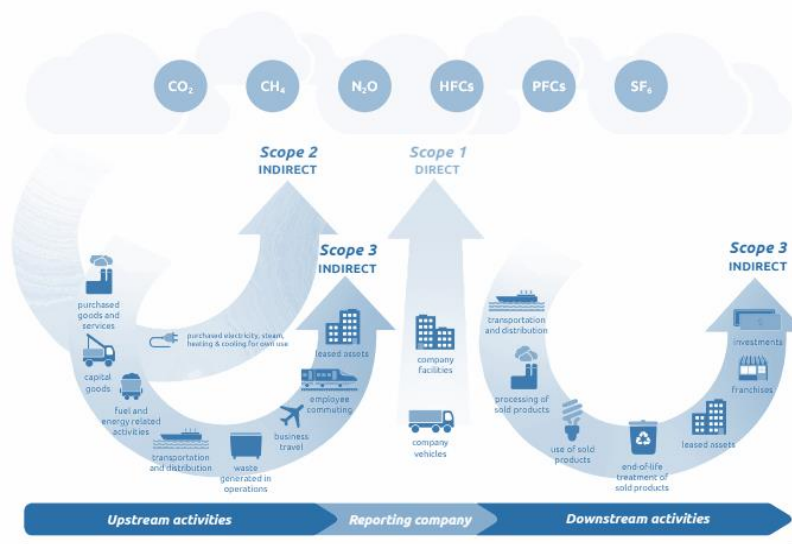 CO₂
CH₄
N₂O
HFCs
PFCs
SF₆
Scope 2
INDIRECT
Scope 1
DIRECT
Scope 3
INDIRECT
Scope 3
INDIRECT
purchased
goods and
services
capital
goods
fuel and
energy related
activities
purchased electricity, steam,
heating & cooling for own use
transportation
and distribution
waste
generated in
operations
business
travel
employee
commuting
leased assets
company
facilities
company
vehicles
transportation
and distribution
processing of
sold products
use of sold
products
end-of-life
treatment of
sold products
leased assets
franchises
investments
Upstream activities
Reporting company
Downstream activities